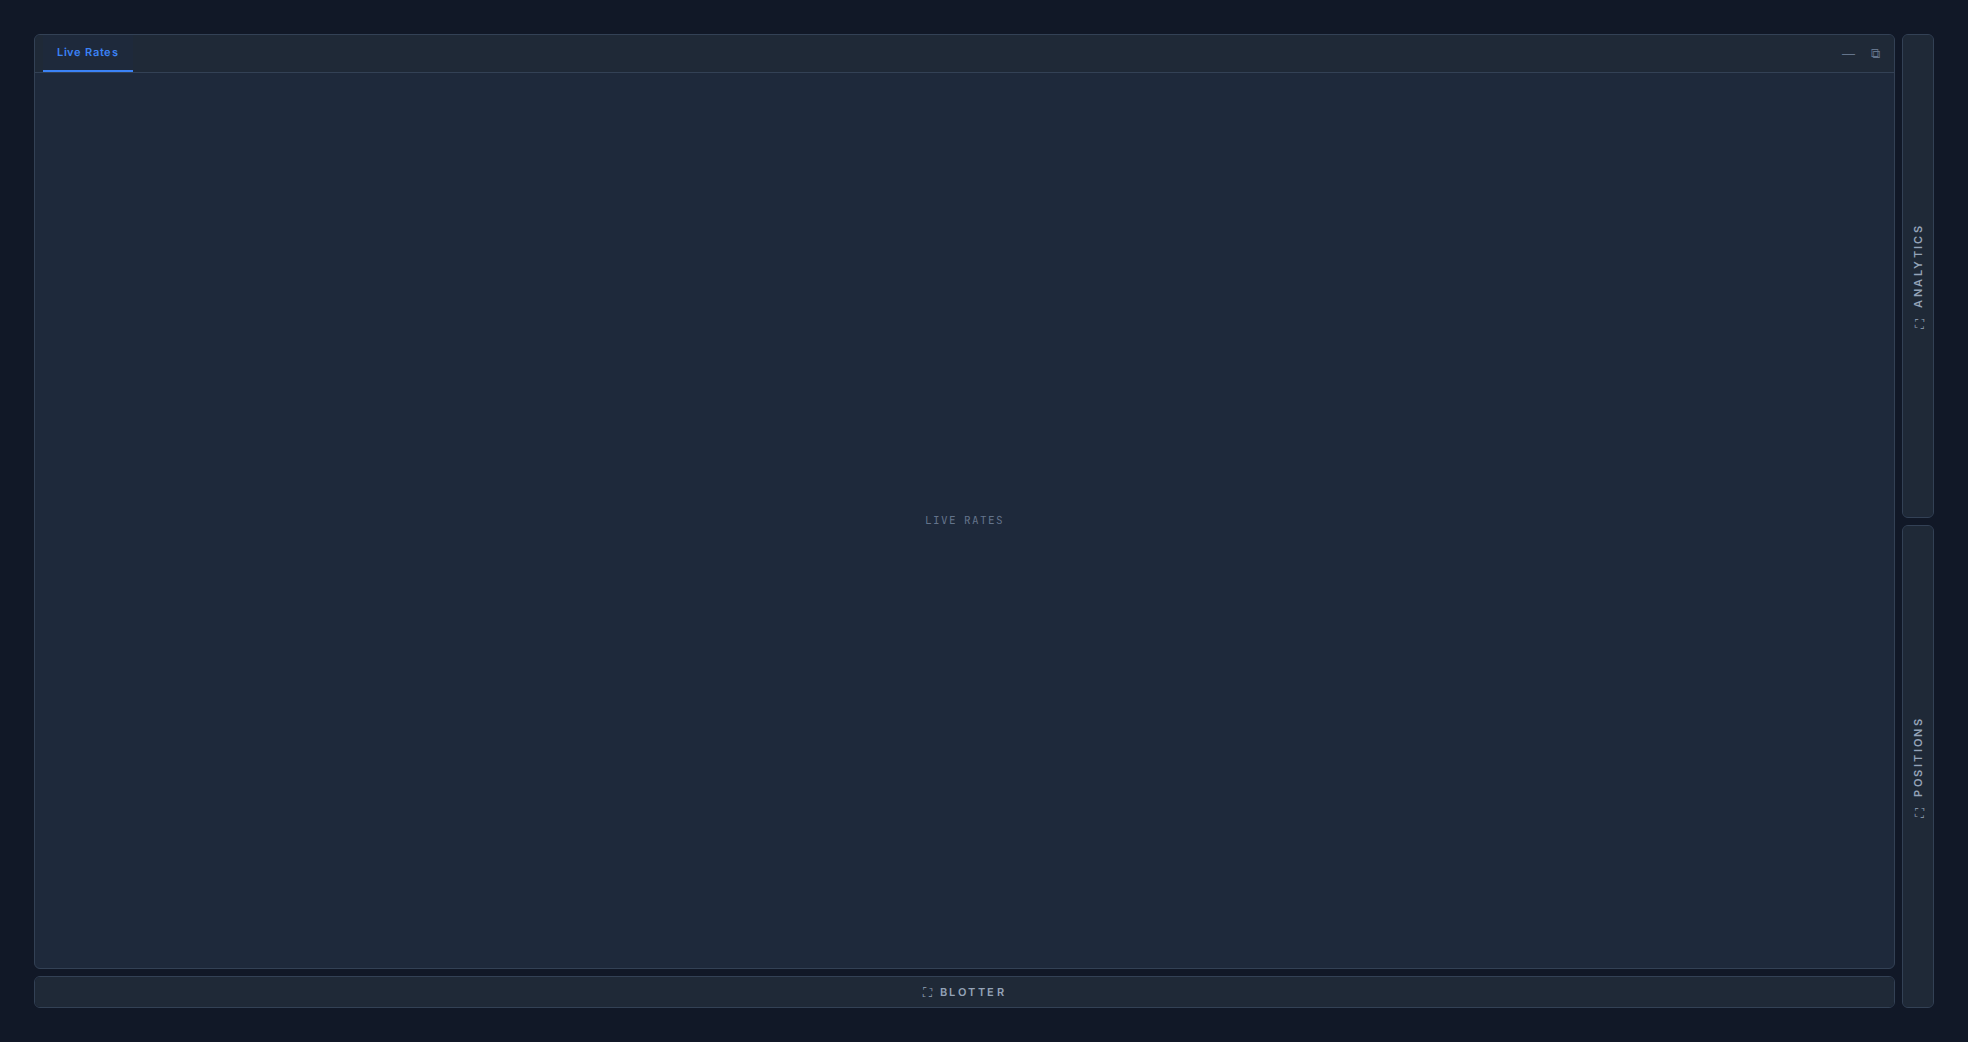 Live Rates
LIVE RATES
ANALYTICS
POSITIONS
BLOTTER